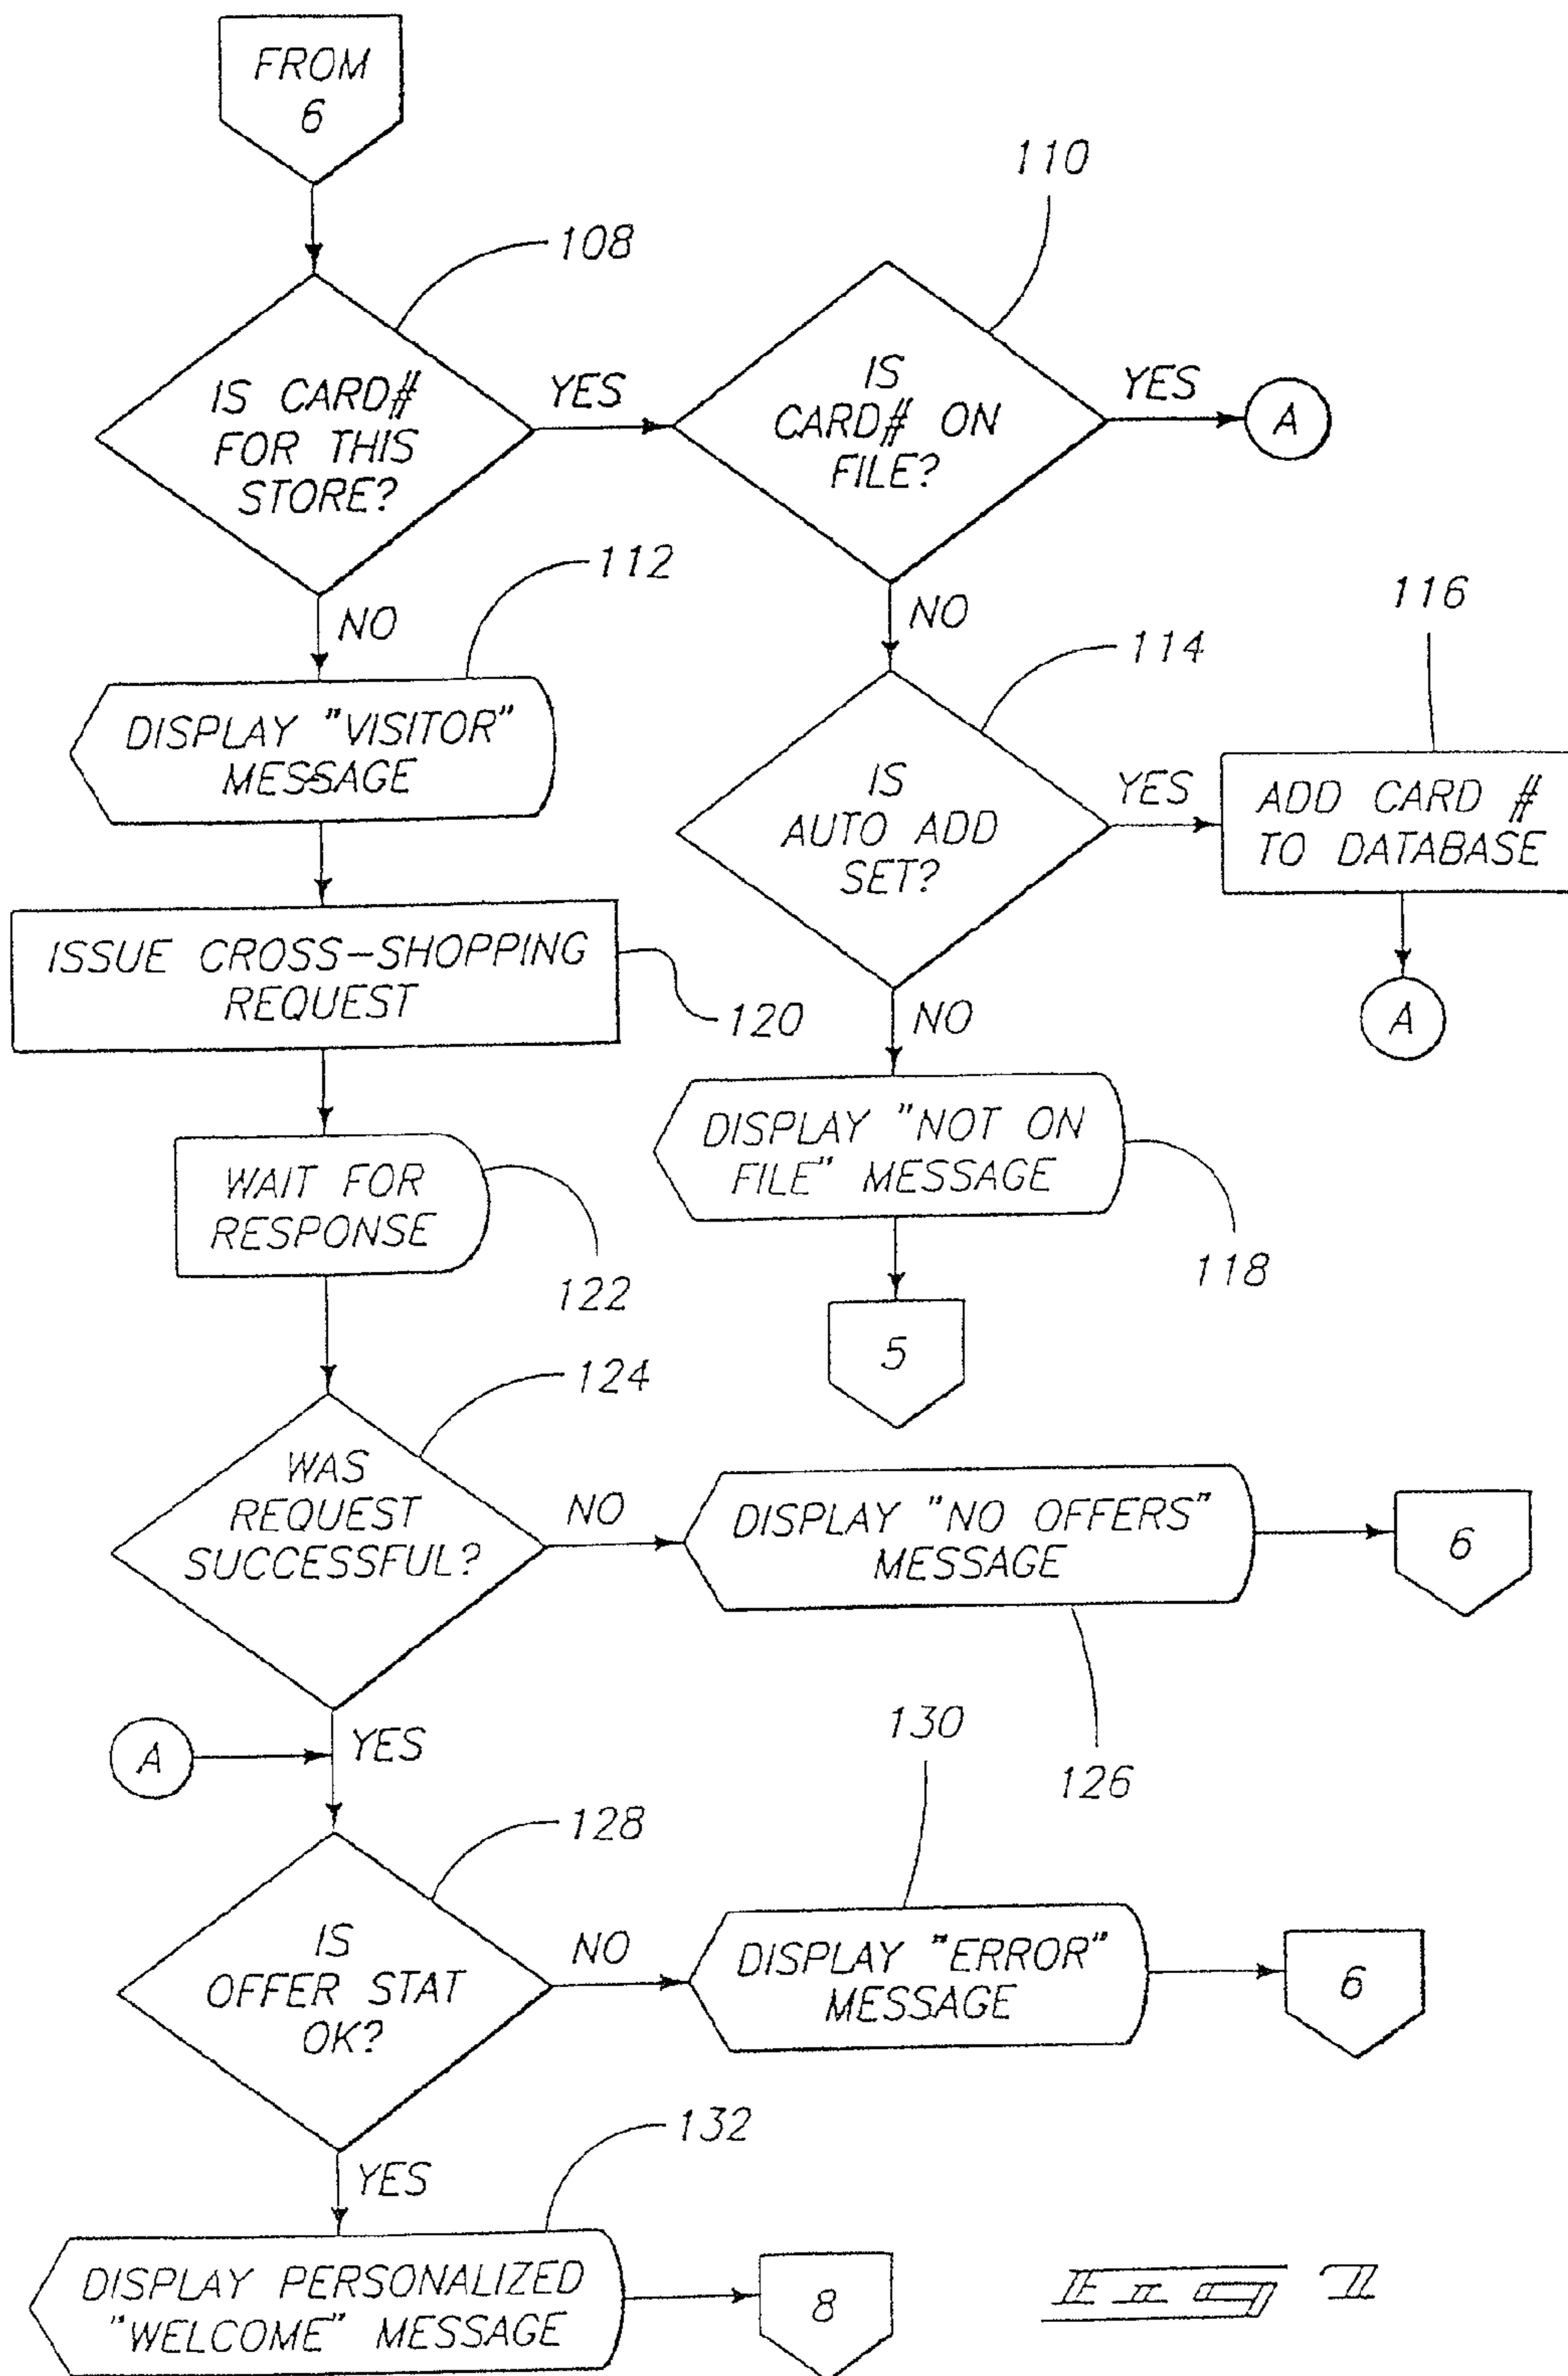 FROM
6
108
110
IS CARD#
FOR THIS
STORE?
YES
IS
CARD# ON
FILE?
YES
A
NO
112
NO
114
116
DISPLAY "VISITOR"
MESSAGE
IS
AUTO ADD
SET?
YES
ADD CARD #
TO DATABASE
A
ISSUE CROSS-SHOPPING
REQUEST
120
NO
DISPLAY "NOT ON
FILE" MESSAGE
118
5
WAIT FOR
RESPONSE
122
124
WAS
REQUEST
SUCCESSFUL?
NO
DISPLAY "NO OFFERS"
MESSAGE
126
6
A
YES
128
130
IS
OFFER STAT
OK?
NO
DISPLAY "ERROR"
MESSAGE
6
YES
132
DISPLAY PERSONALIZED
"WELCOME" MESSAGE
8
Fig 7